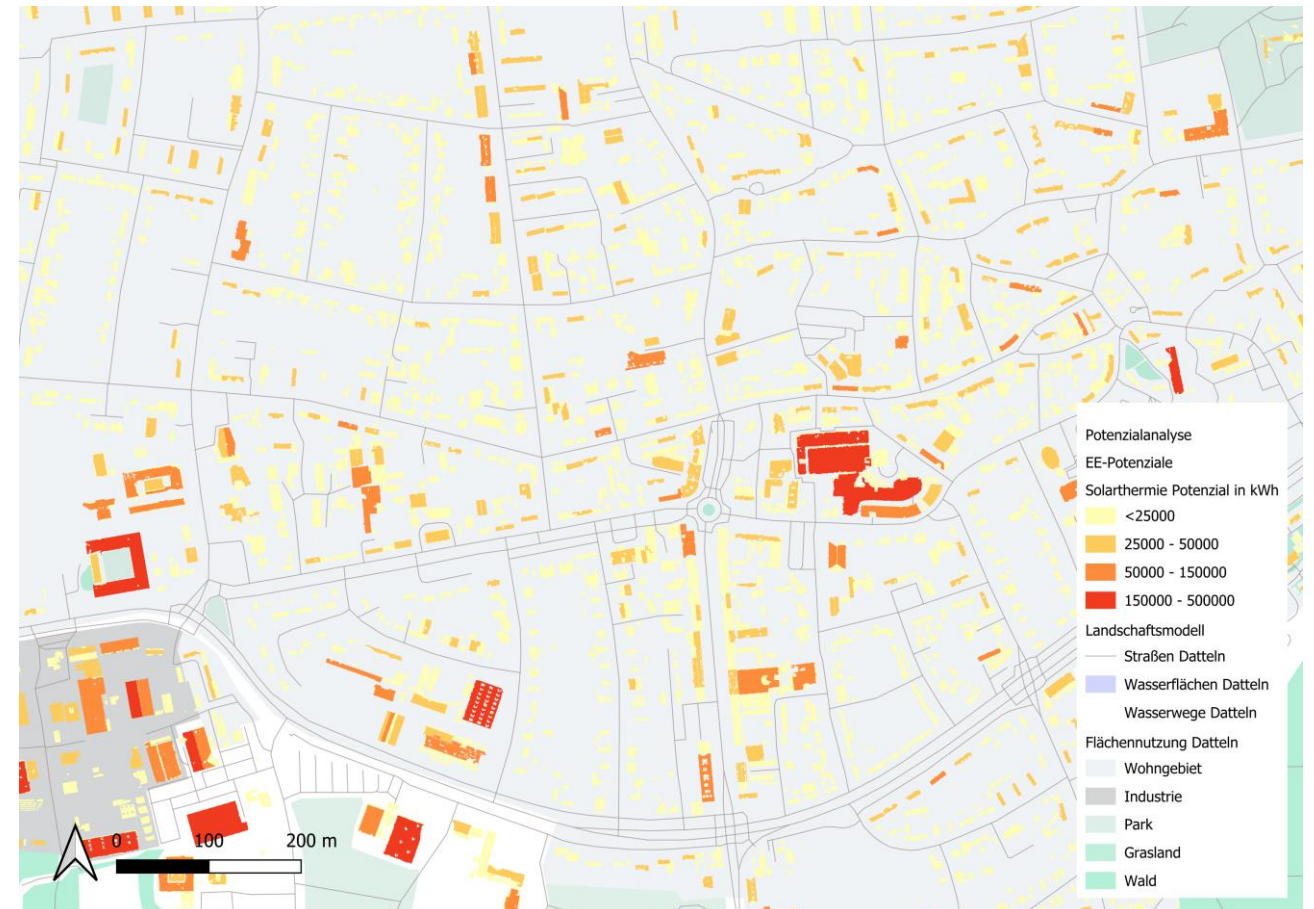 Potenzialanalyse
EE-Potenziale
Solarthermie Potenzial in kWh
<25000
25000 - 50000
50000 - 150000
150000 - 500000
Landschaftsmodell
Straßen Datteln
Wasserflächen Datteln
Wasserwege Datteln
Flächennutzung Datteln
Wohngebiet
Industrie
Park
Grasland
Wald
0 100 200 m